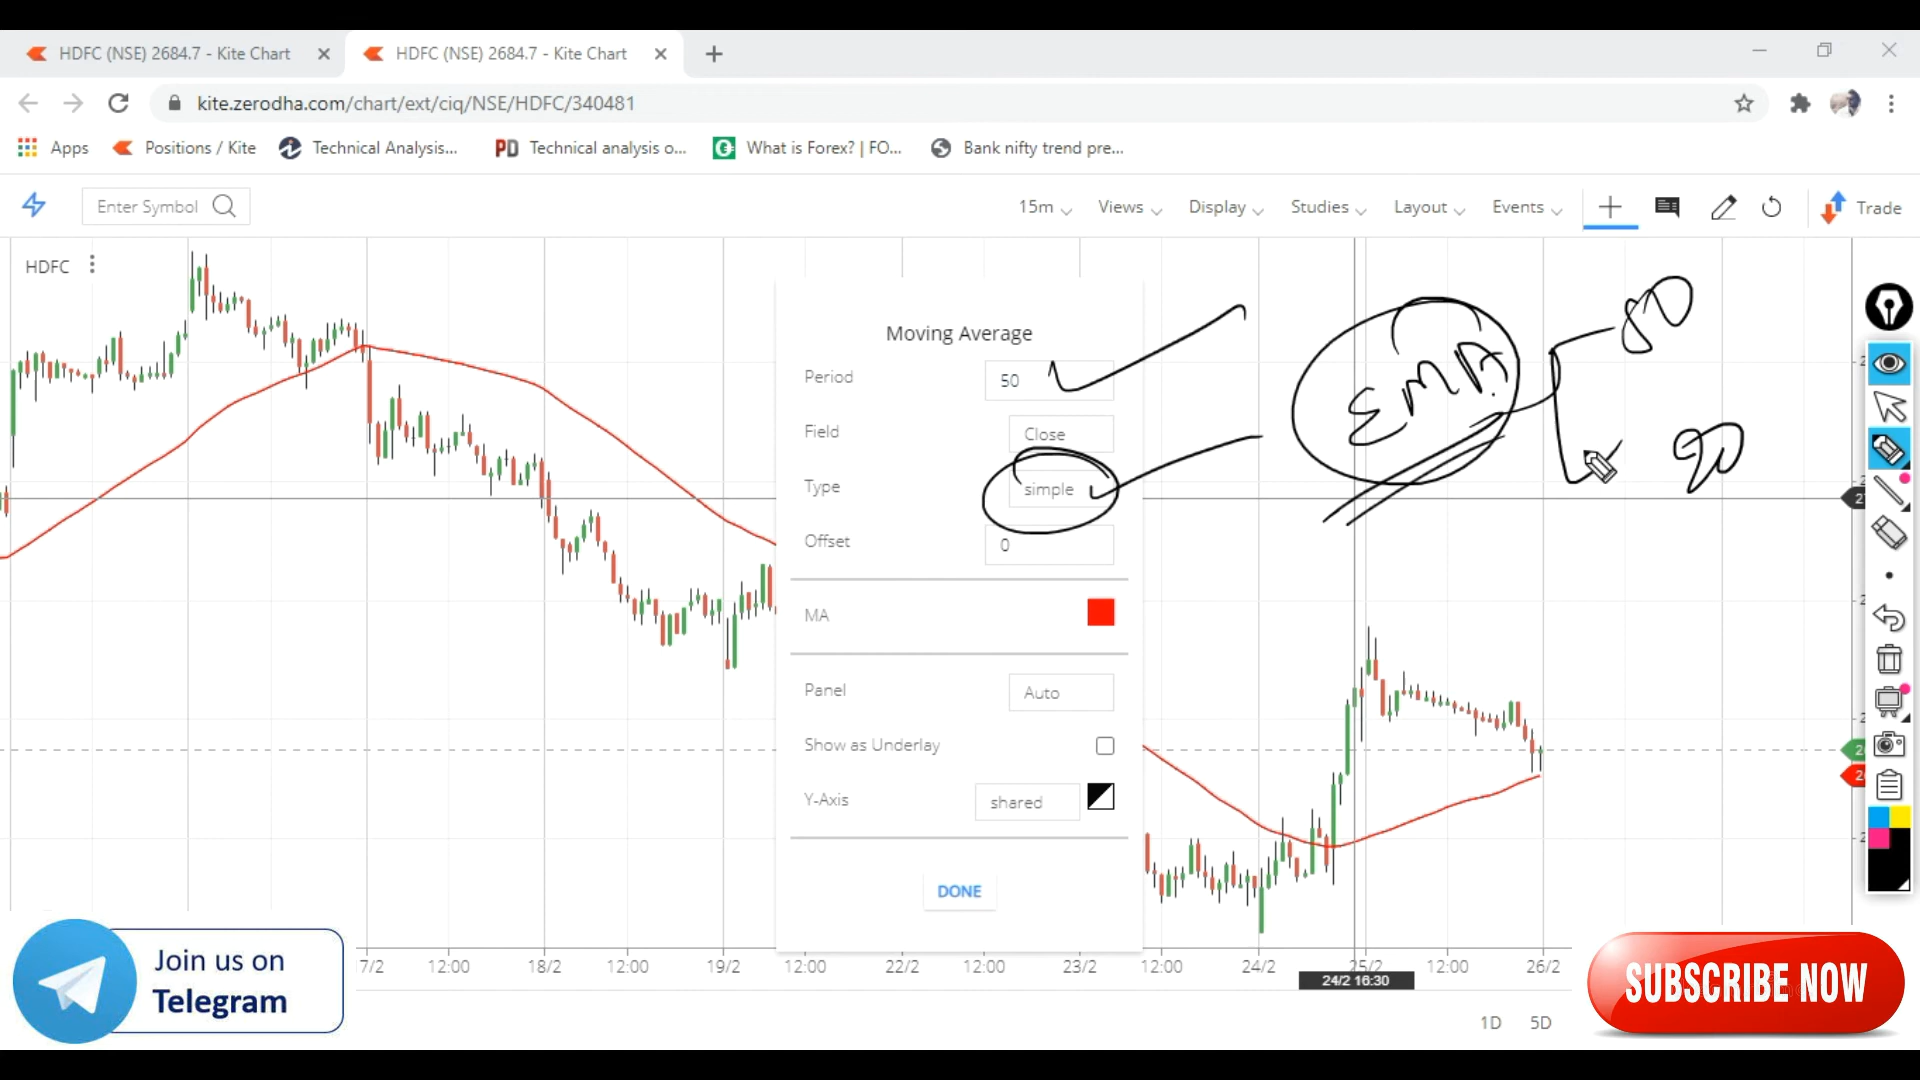 HDFC (NSE) 2684.7 - Kite Chart
HDFC (NSE) 2684.7 - Kite Chart
kite.zerodha.com/chart/ext/ciq/NSE/HDFC/340481
Apps
Positions / Kite
Technical Analysis...
PD
Technical analysis o...
What is Forex? | FO...
Bank nifty trend pre...
Enter Symbol
15m
Views
Display
Studies
Layout
Events
Trade
HDFC
Moving Average
Period
50
Field
Close
Type
simple
Offset
0
MA
Panel
Auto
Show as Underlay
Y-Axis
shared
DONE
EMA
7/2
12:00
18/2
12:00
19/2
12:00
22/2
12:00
23/2
12:00
24/2
25/2
12:00
26/2
24/2 16:30
1D
5D
Join us on
Telegram
SUBSCRIBE NOW